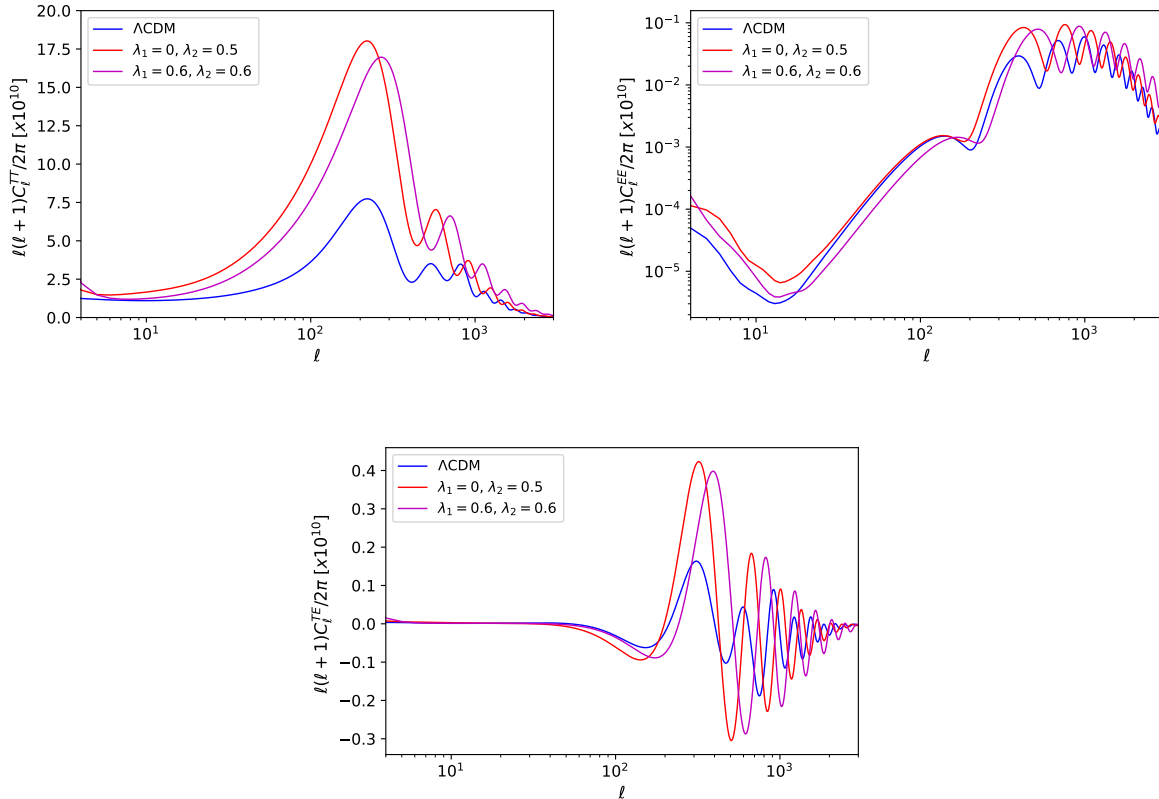 ΛCDM
λ₁ = 0, λ₂ = 0.5
λ₁ = 0.6, λ₂ = 0.6
ℓ(ℓ + 1)C_ℓ^{TT}/2π [x10¹⁰]
20.0
17.5
15.0
12.5
10.0
7.5
5.0
2.5
0.0
10¹ 10² 10³
ℓ
ΛCDM
λ₁ = 0, λ₂ = 0.5
λ₁ = 0.6, λ₂ = 0.6
ℓ(ℓ + 1)C_ℓ^{EE}/2π [x10¹⁰]
10⁻¹
10⁻²
10⁻³
10⁻⁴
10⁻⁵
10¹ 10² 10³
ℓ
ΛCDM
λ₁ = 0, λ₂ = 0.5
λ₁ = 0.6, λ₂ = 0.6
ℓ(ℓ + 1)C_ℓ^{TE}/2π [x10¹⁰]
0.4
0.3
0.2
0.1
0.0
−0.1
−0.2
−0.3
10¹ 10² 10³
ℓ